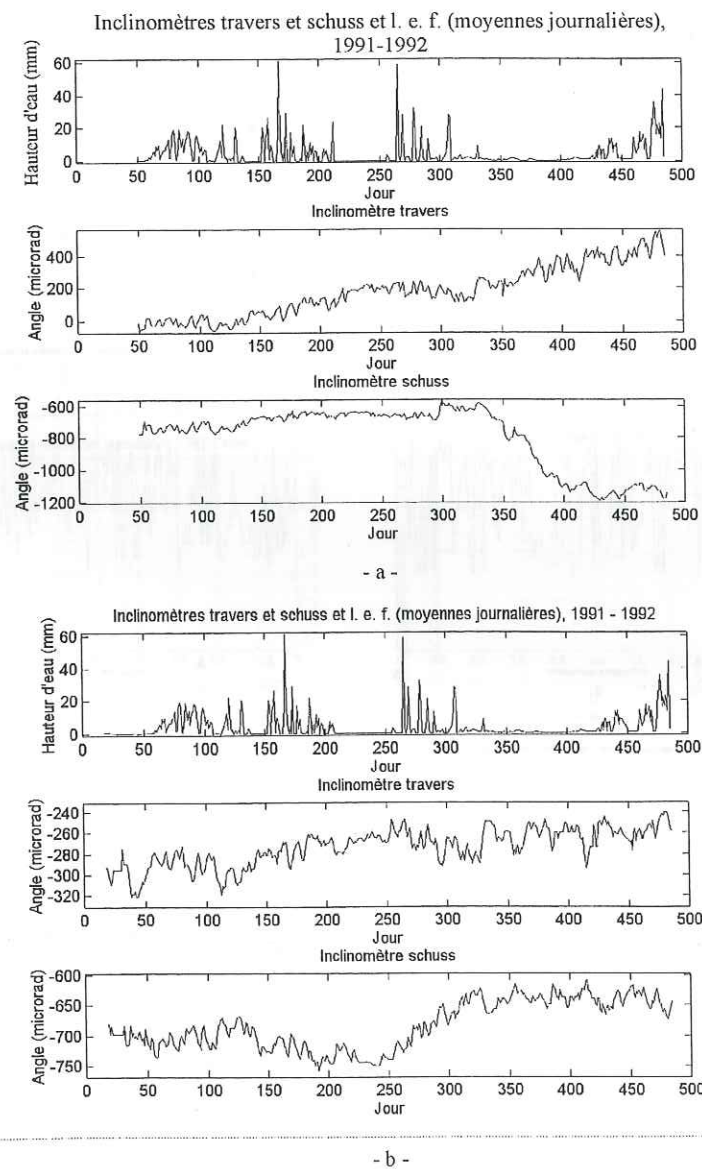 Inclinomètres travers et schuss et l. e. f. (moyennes journalières),
1991-1992
Hauteur d'eau (mm)
60
40
20
0
0 50 100 150 200 250 300 350 400 450 500
Jour
Inclinomètre travers
Angle (microrad)
400
200
0
0 50 100 150 200 250 300 350 400 450 500
Jour
Inclinomètre schuss
Angle (microrad)
-600
-800
-1000
-1200
0 50 100 150 200 250 300 350 400 450 500
Jour
- a -
Inclinomètres travers et schuss et l. e. f. (moyennes journalières), 1991 - 1992
Hauteur d'eau (mm)
60
40
20
0
0 50 100 150 200 250 300 350 400 450 500
Jour
Inclinomètre travers
Angle (microrad)
-240
-260
-280
-300
-320
0 50 100 150 200 250 300 350 400 450 500
Jour
Inclinomètre schuss
Angle (microrad)
-600
-650
-700
-750
0 50 100 150 200 250 300 350 400 450 500
Jour
- b -